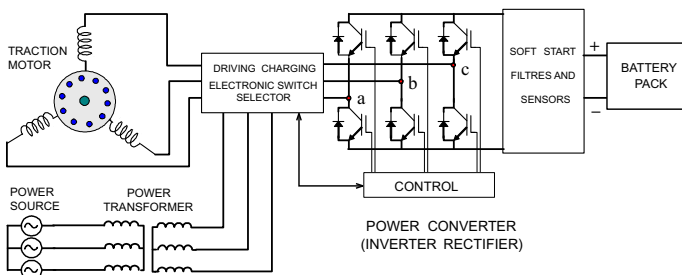 TRACTION
MOTOR
DRIVING CHARGING
ELECTRONIC SWITCH
SELECTOR
a
b
c
SOFT START
FILTRES AND
SENSORS
+
−
BATTERY
PACK
CONTROL
POWER
SOURCE
POWER
TRANSFORMER
POWER CONVERTER
(INVERTER RECTIFIER)